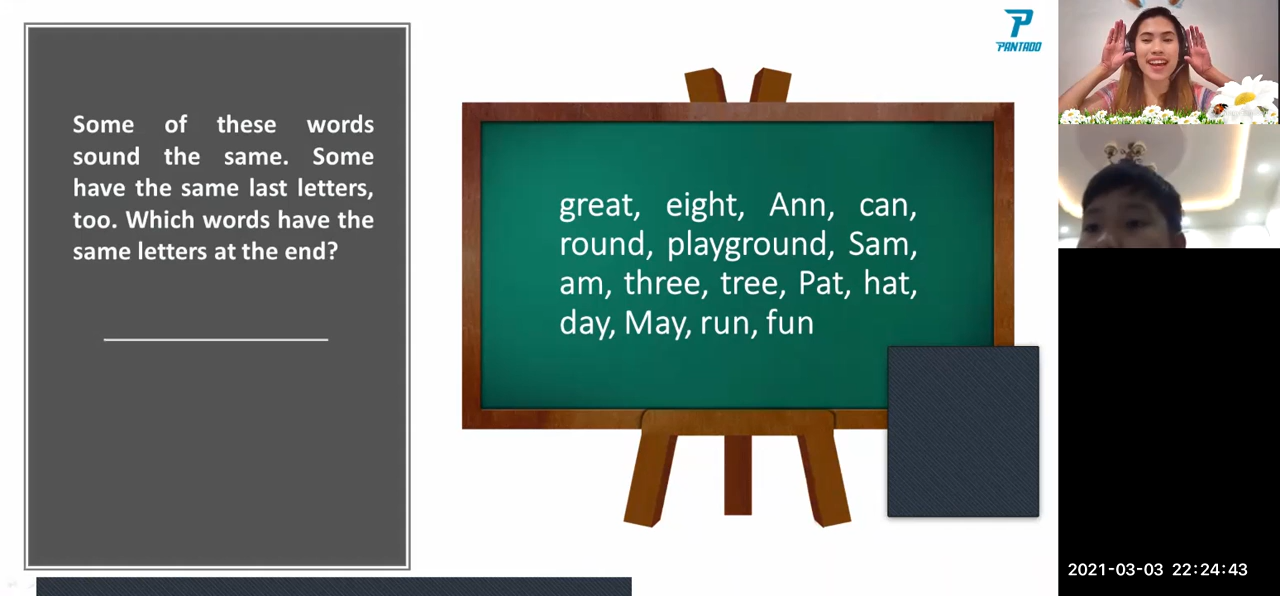 Some of these words
sound the same. Some
have the same last letters,
too. Which words have the
same letters at the end?
PANTADO
great, eight, Ann, can,
round, playground, Sam,
am, three, tree, Pat, hat,
day, May, run, fun
2021-03-03 22:24:43